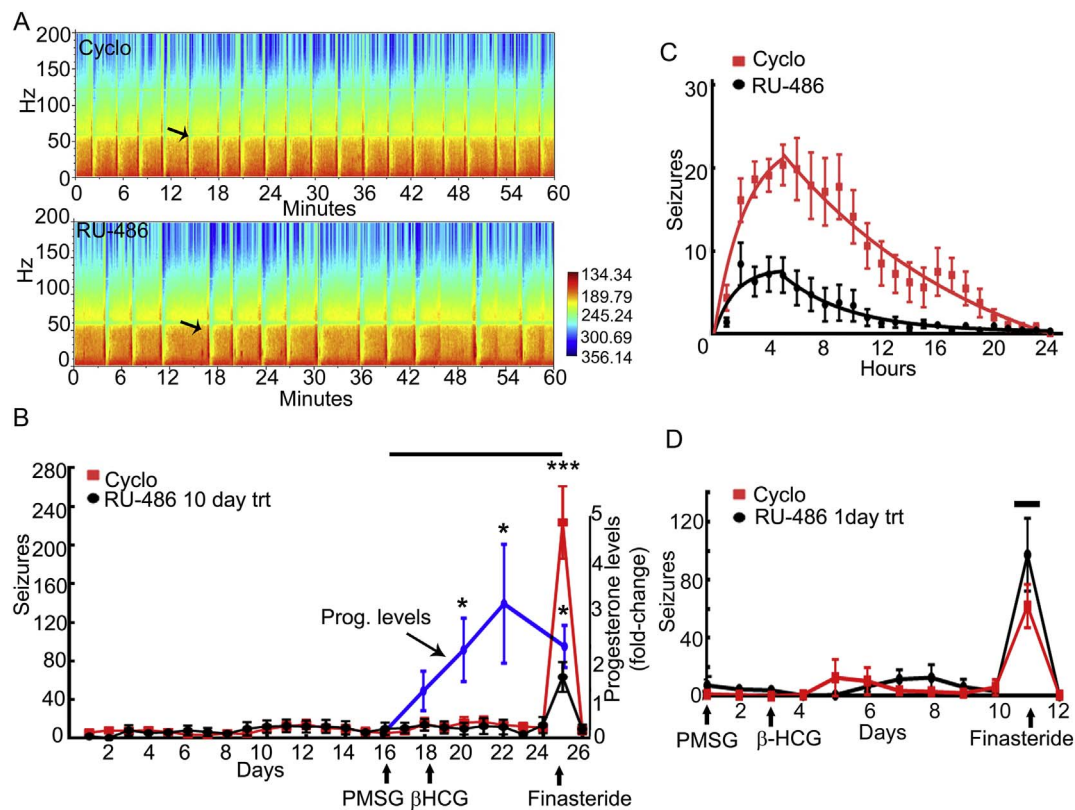 A
200
Cyclo
150
Hz
100
50
0
0 6 12 18 24 30 36 42 48 54 60
Minutes
200
RU-486
150
Hz
100
50
0
0 6 12 18 24 30 36 42 48 54 60
Minutes
134.34
189.79
245.24
300.69
356.14
C
Cyclo
RU-486
30
20
10
Seizures
0 4 8 12 16 20 24
Hours
B
Cyclo
RU-486 10 day trt
280
240
200
160
120
80
40
0
Seizures
Prog. levels
*
*
***
*
5
4
3
2
1
0
Progesterone levels
(fold-change)
2 4 6 8 10 12 14 16 18 20 22 24 26
Days
PMSG βHCG Finasteride
D
Cyclo
RU-486 1day trt
120
80
40
0
Seizures
2 4 6 8 10 12
Days
PMSG β-HCG Finasteride